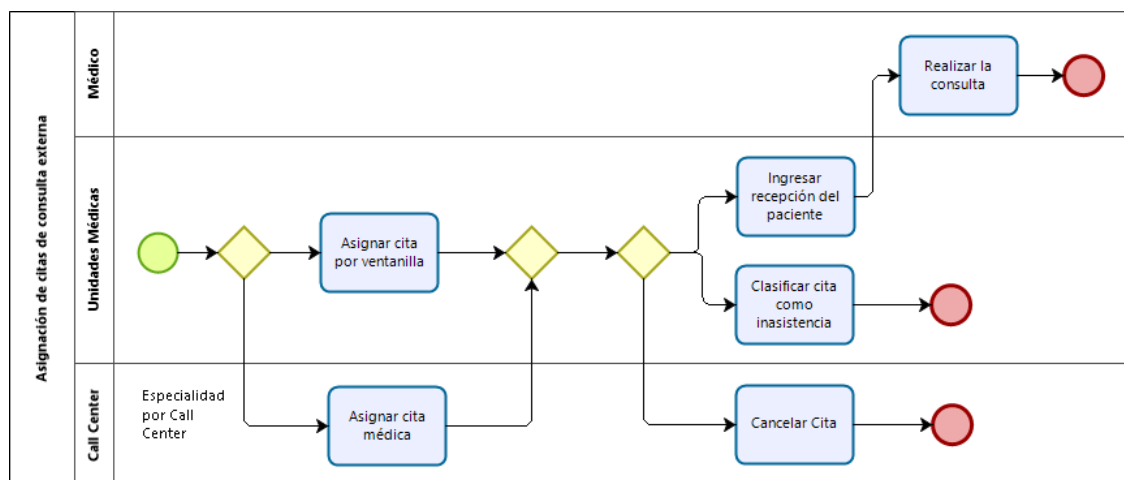 Asignación de citas de consulta externa
Médico
Realizar la
consulta
Unidades Médicas
Asignar cita
por ventanilla
Ingresar
recepción del
paciente
Clasificar cita
como
inasistencia
Call Center
Especialidad
por Call
Center
Asignar cita
médica
Cancelar Cita